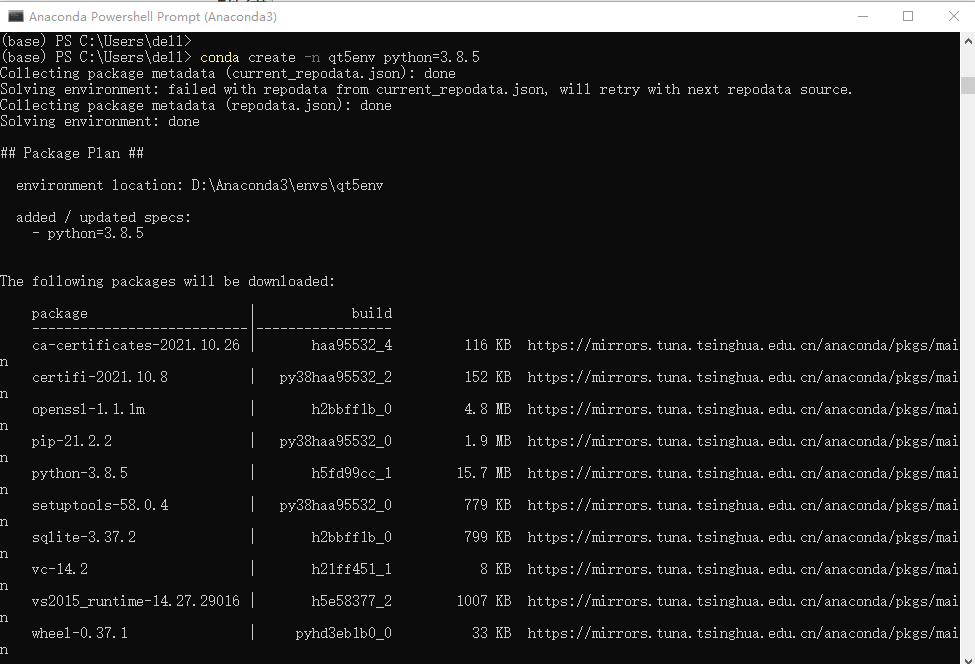 Anaconda Powershell Prompt (Anaconda3)
(base) PS C:\Users\dell>
(base) PS C:\Users\dell> conda create -n qt5env python=3.8.5
Collecting package metadata (current_repodata.json): done
Solving environment: failed with repodata from current_repodata.json, will retry with next repodata source.
Collecting package metadata (repodata.json): done
Solving environment: done
## Package Plan ##
environment location: D:\Anaconda3\envs\qt5env
added / updated specs:
- python=3.8.5
The following packages will be downloaded:
package | build
---------------------------|-----------------
ca-certificates-2021.10.26 | haa95532_4 116 KB https://mirrors.tuna.tsinghua.edu.cn/anaconda/pkgs/mai
n
certifi-2021.10.8 | py38haa95532_2 152 KB https://mirrors.tuna.tsinghua.edu.cn/anaconda/pkgs/mai
n
openssl-1.1.1m | h2bbff1b_0 4.8 MB https://mirrors.tuna.tsinghua.edu.cn/anaconda/pkgs/mai
n
pip-21.2.2 | py38haa95532_0 1.9 MB https://mirrors.tuna.tsinghua.edu.cn/anaconda/pkgs/mai
n
python-3.8.5 | h5fd99cc_1 15.7 MB https://mirrors.tuna.tsinghua.edu.cn/anaconda/pkgs/mai
n
setuptools-58.0.4 | py38haa95532_0 779 KB https://mirrors.tuna.tsinghua.edu.cn/anaconda/pkgs/mai
n
sqlite-3.37.2 | h2bbff1b_0 799 KB https://mirrors.tuna.tsinghua.edu.cn/anaconda/pkgs/mai
n
vc-14.2 | h21ff451_1 8 KB https://mirrors.tuna.tsinghua.edu.cn/anaconda/pkgs/mai
n
vs2015_runtime-14.27.29016 | h5e58377_2 1007 KB https://mirrors.tuna.tsinghua.edu.cn/anaconda/pkgs/mai
n
wheel-0.37.1 | pyhd3eb1b0_0 33 KB https://mirrors.tuna.tsinghua.edu.cn/anaconda/pkgs/mai
n